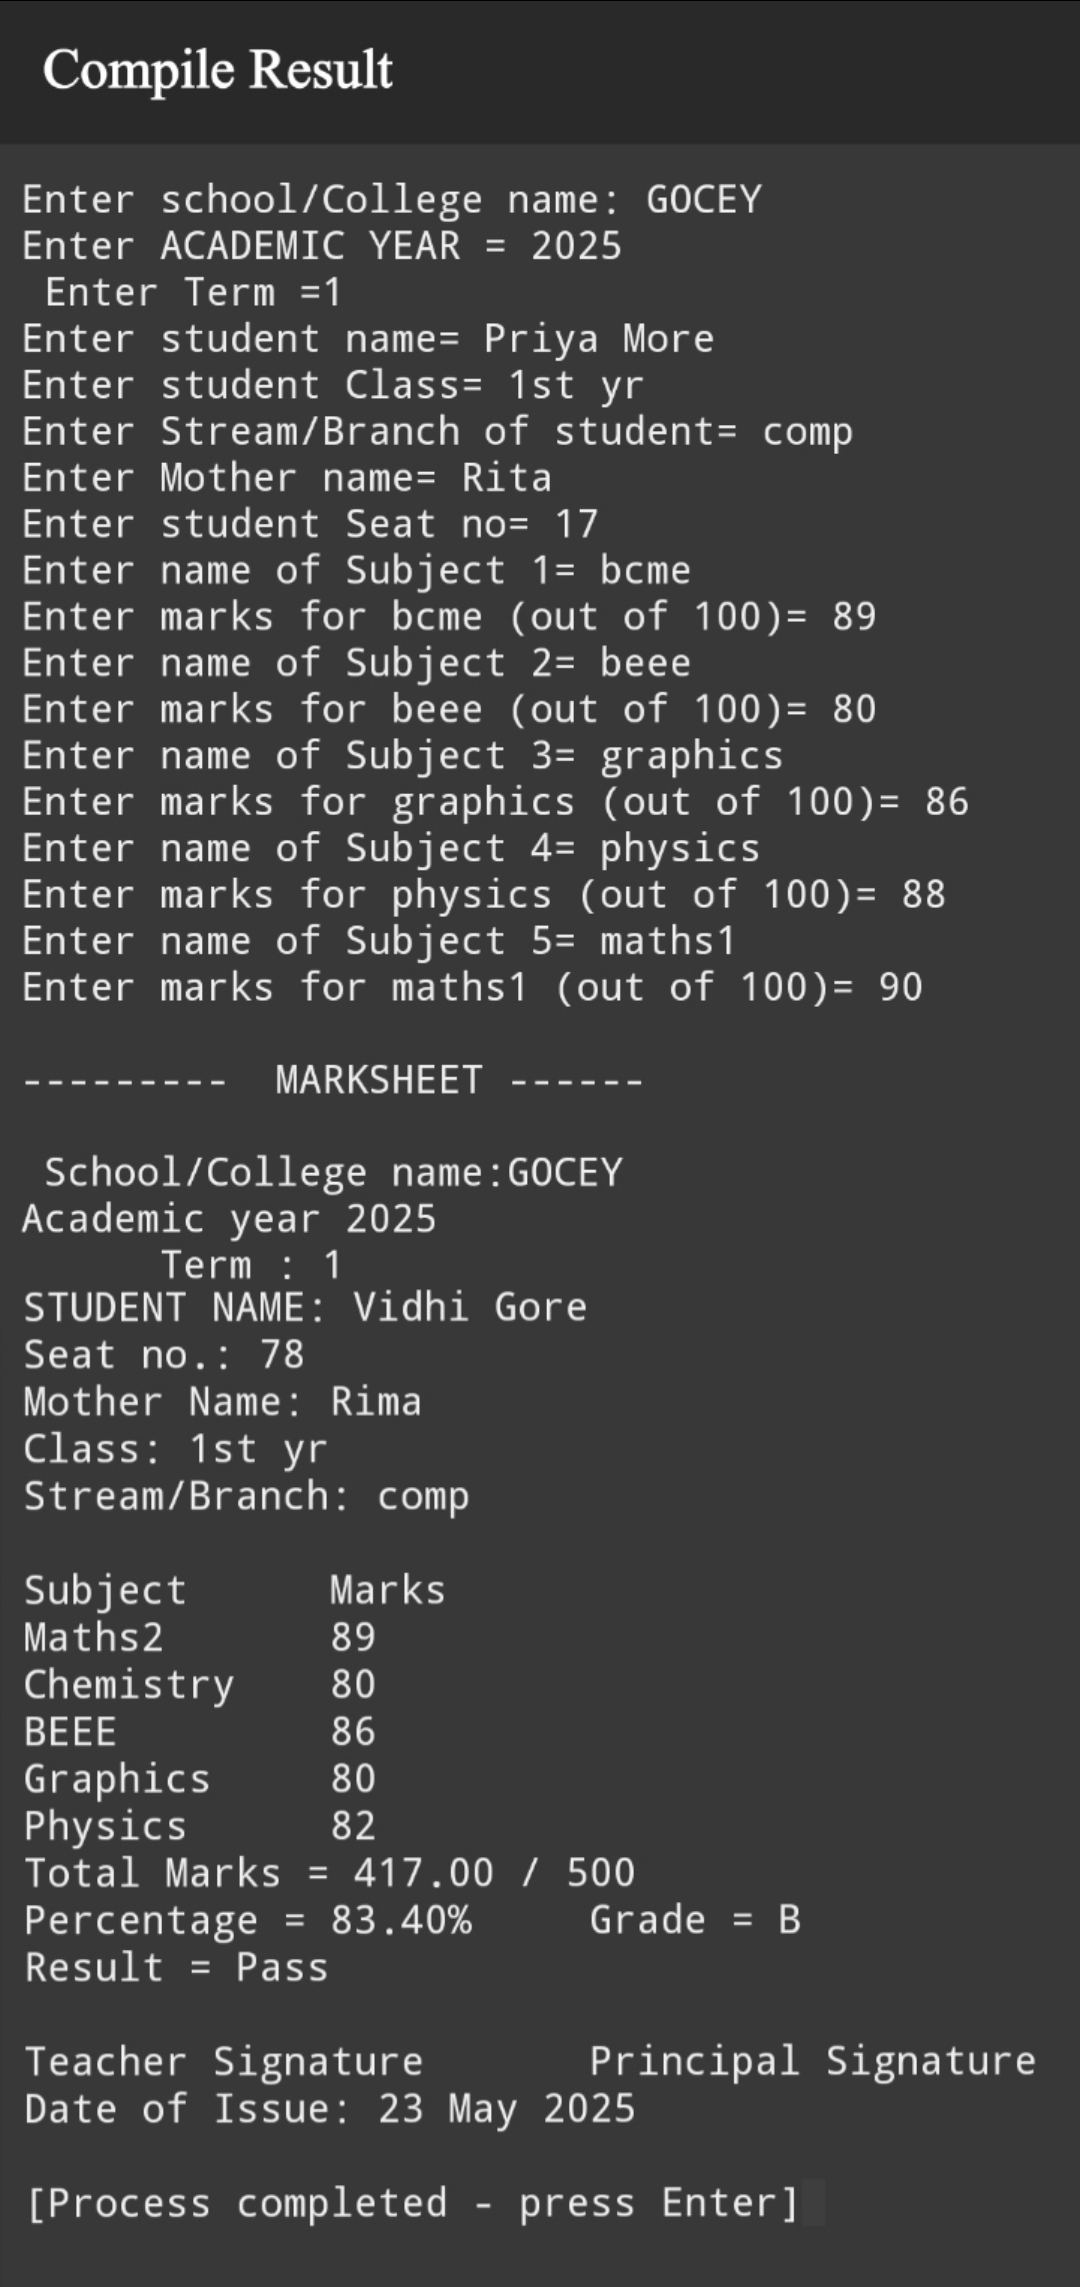 Compile Result
Enter school/College name: GOCEY
Enter ACADEMIC YEAR = 2025
Enter Term =1
Enter student name= Priya More
Enter student Class= 1st yr
Enter Stream/Branch of student= comp
Enter Mother name= Rita
Enter student Seat no= 17
Enter name of Subject 1= bcme
Enter marks for bcme (out of 100)= 89
Enter name of Subject 2= beee
Enter marks for beee (out of 100)= 80
Enter name of Subject 3= graphics
Enter marks for graphics (out of 100)= 86
Enter name of Subject 4= physics
Enter marks for physics (out of 100)= 88
Enter name of Subject 5= maths1
Enter marks for maths1 (out of 100)= 90
--------- MARKSHEET ------
School/College name:GOCEY
Academic year 2025
Term : 1
STUDENT NAME: Vidhi Gore
Seat no.: 78
Mother Name: Rima
Class: 1st yr
Stream/Branch: comp
Subject Marks
Maths2 89
Chemistry 80
BEEE 86
Graphics 80
Physics 82
Total Marks = 417.00 / 500
Percentage = 83.40% Grade = B
Result = Pass
Teacher Signature Principal Signature
Date of Issue: 23 May 2025
[Process completed - press Enter]